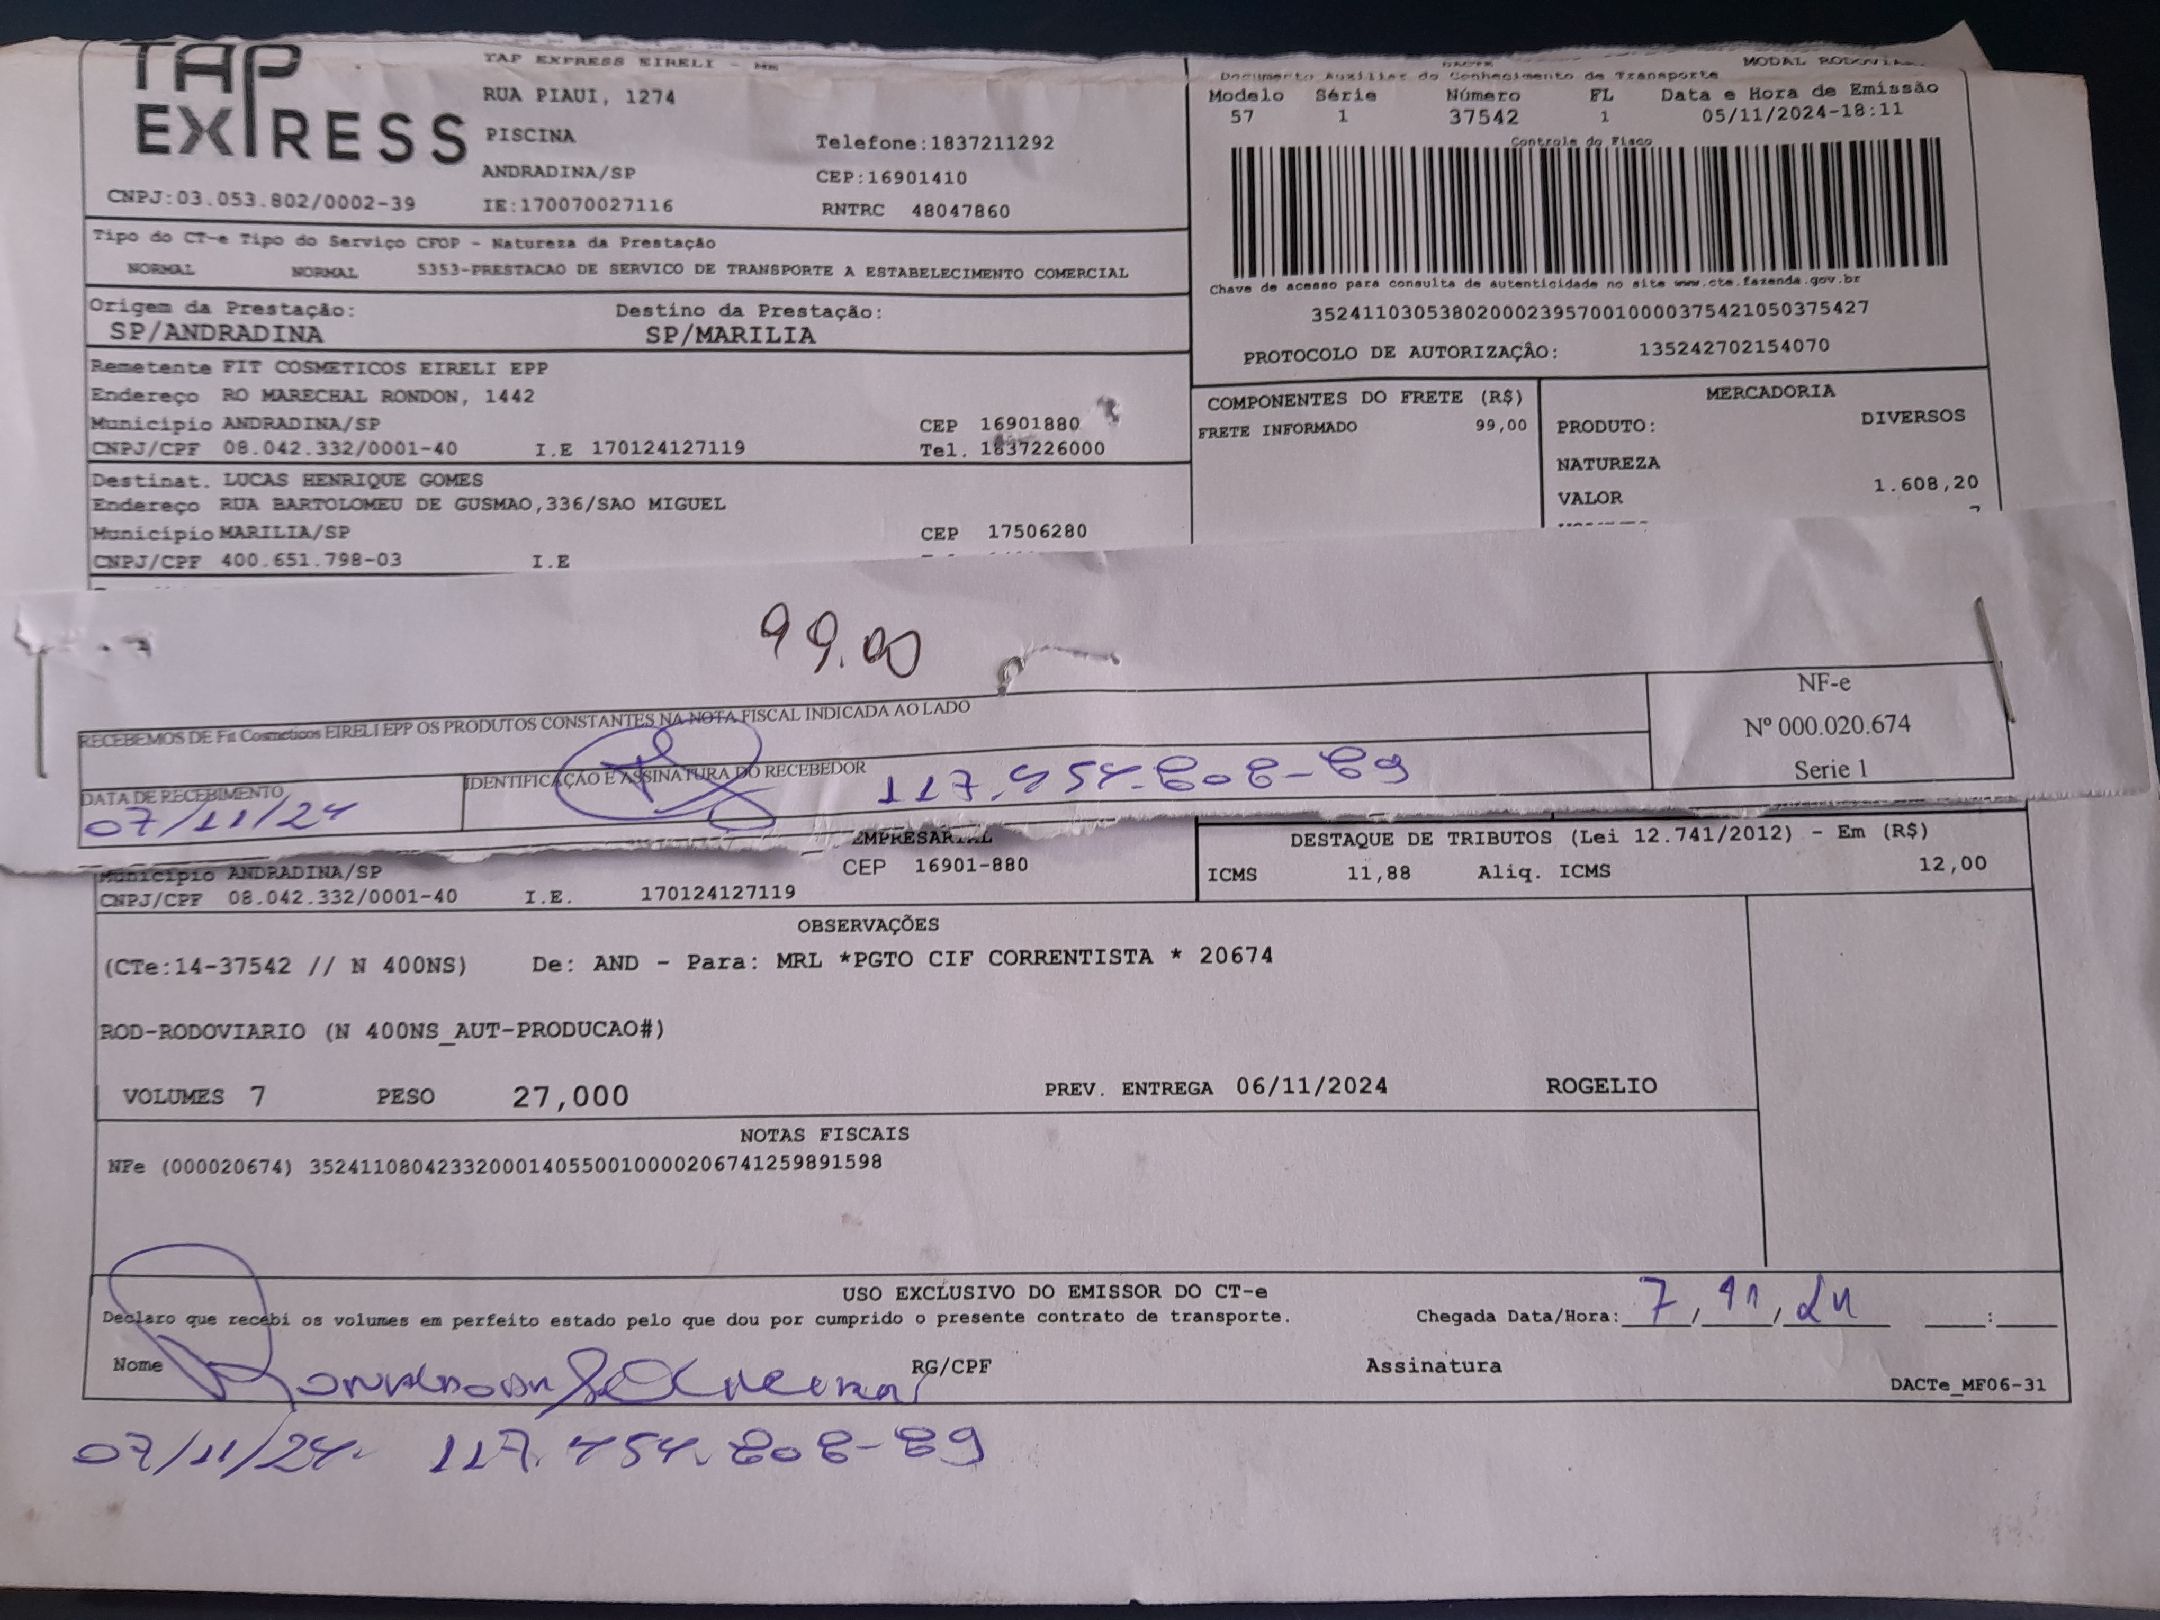 TAP EXPRESS
TAP EXPRESS EIRELI - ME
RUA PIAUI, 1274
PISCINA
Telefone:1837211292
ANDRADINA/SP
CEP:16901410
CNPJ:03.053.802/0002-39
IE:170070027116
RNTRC 48047860
DACTE
MODAL RODOVIA
Documento Auxiliar do Conhecimento de Transporte
Modelo Série Número FL Data e Hora de Emissão
57 1 37542 1 05/11/2024-18:11
Controle do Fisco
Chave de acesso para consulta de autenticidade no site www.cte.fazenda.gov.br
35241103053802000239570010000375421050375427
PROTOCOLO DE AUTORIZAÇÃO: 135242702154070
Tipo do CT-e Tipo do Serviço CFOP - Natureza da Prestação
NORMAL NORMAL 5353-PRESTACAO DE SERVICO DE TRANSPORTE A ESTABELECIMENTO COMERCIAL
Origem da Prestação: Destino da Prestação:
SP/ANDRADINA SP/MARILIA
Remetente FIT COSMETICOS EIRELI EPP
Endereço RO MARECHAL RONDON, 1442
Município ANDRADINA/SP CEP 16901880
CNPJ/CPF 08.042.332/0001-40 I.E 170124127119 Tel. 1837226000
Destinat. LUCAS HENRIQUE GOMES
Endereço RUA BARTOLOMEU DE GUSMAO,336/SAO MIGUEL
Município MARILIA/SP CEP 17506280
CNPJ/CPF 400.651.798-03 I.E
COMPONENTES DO FRETE (R$)
FRETE INFORMADO 99,00
MERCADORIA
PRODUTO: DIVERSOS
NATUREZA
VALOR 1.608,20
99.00
RECEBEMOS DE Fit Cosmeticos EIRELI EPP OS PRODUTOS CONSTANTES NA NOTA FISCAL INDICADA AO LADO
NF-e
Nº 000.020.674
Serie 1
DATA DE RECEBIMENTO
07/11/24
IDENTIFICAÇÃO E ASSINATURA DO RECEBEDOR
117.454.808-89
EMPRESARIAL
Município ANDRADINA/SP CEP 16901-880
CNPJ/CPF 08.042.332/0001-40 I.E. 170124127119
DESTAQUE DE TRIBUTOS (Lei 12.741/2012) - Em (R$)
ICMS 11,88 Aliq. ICMS 12,00
OBSERVAÇÕES
(CTe:14-37542 // N 400NS) De: AND - Para: MRL *PGTO CIF CORRENTISTA * 20674
ROD-RODOVIARIO (N 400NS_AUT-PRODUCAO#)
VOLUMES 7 PESO 27,000 PREV. ENTREGA 06/11/2024 ROGELIO
NOTAS FISCAIS
NFe (000020674) 35241108042332000140550010000206741259891598
USO EXCLUSIVO DO EMISSOR DO CT-e
Declaro que recebi os volumes em perfeito estado pelo que dou por cumprido o presente contrato de transporte.
Chegada Data/Hora: 7/11/24 :
Nome RG/CPF Assinatura
DACTe_MF06-31
07/11/24. 117.454.808-89